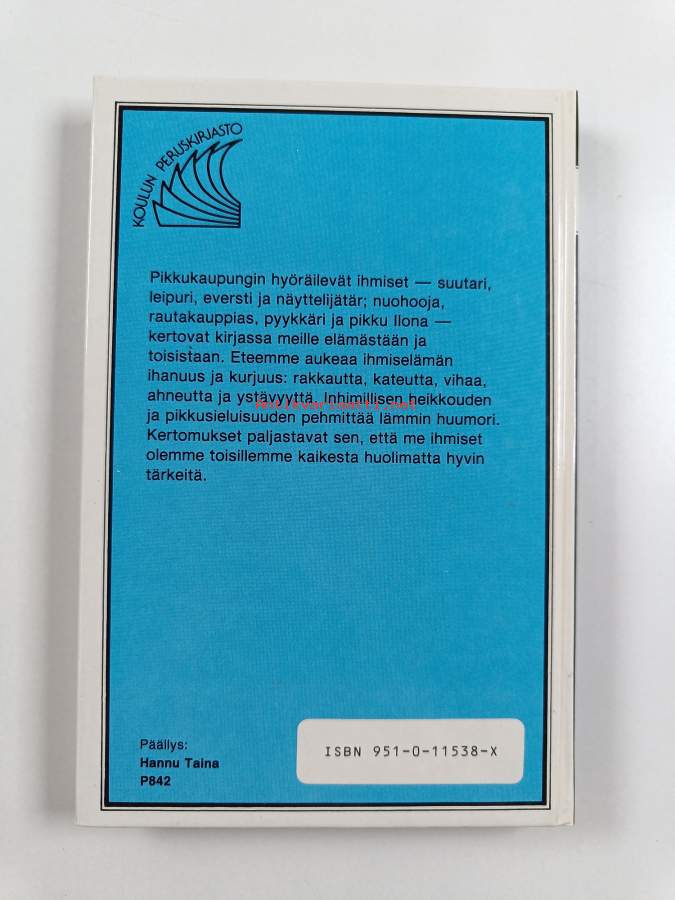 KOULUN PERUSKIRJASTO
Pikkukaupungin hyöräilevät ihmiset — suutari,
leipuri, eversti ja näyttelijätär; nuohooja,
rautakauppias, pyykkäri ja pikku Ilona —
kertovat kirjassa meille elämästään ja
toisistaan. Eteemme aukeaa ihmiselämän
ihanuus ja kurjuus: rakkautta, kateutta, vihaa,
ahneutta ja ystävyyttä. Inhimillisen heikkouden
ja pikkusieluisuuden pehmittää lämmin huumori.
Kertomukset paljastavat sen, että me ihmiset
olemme toisillemme kaikesta huolimatta hyvin
tärkeitä.
Päällys:
Hannu Taina
P842
ISBN 951-0-11538-X